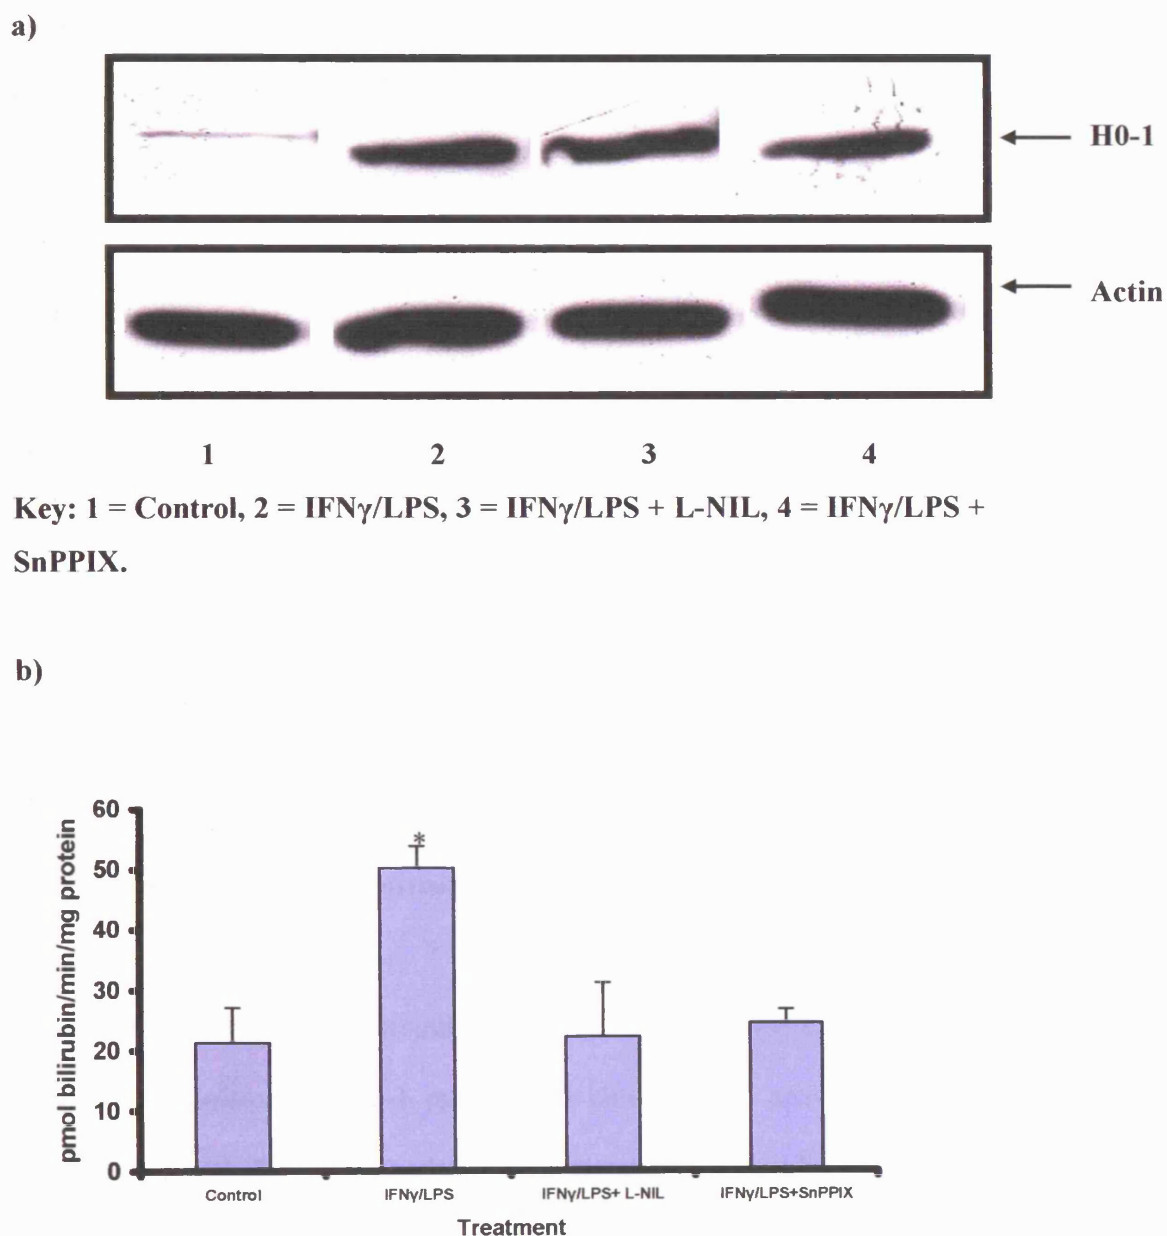 a)
H0-1
Actin
1 2 3 4
Key: 1 = Control, 2 = IFNγ/LPS, 3 = IFNγ/LPS + L-NIL, 4 = IFNγ/LPS +
SnPPIX.
b)
pmol bilirubin/min/mg protein
60
50
40
30
20
10
0
*
Control IFNγ/LPS IFNγ/LPS+ L-NIL IFNγ/LPS+SnPPIX
Treatment